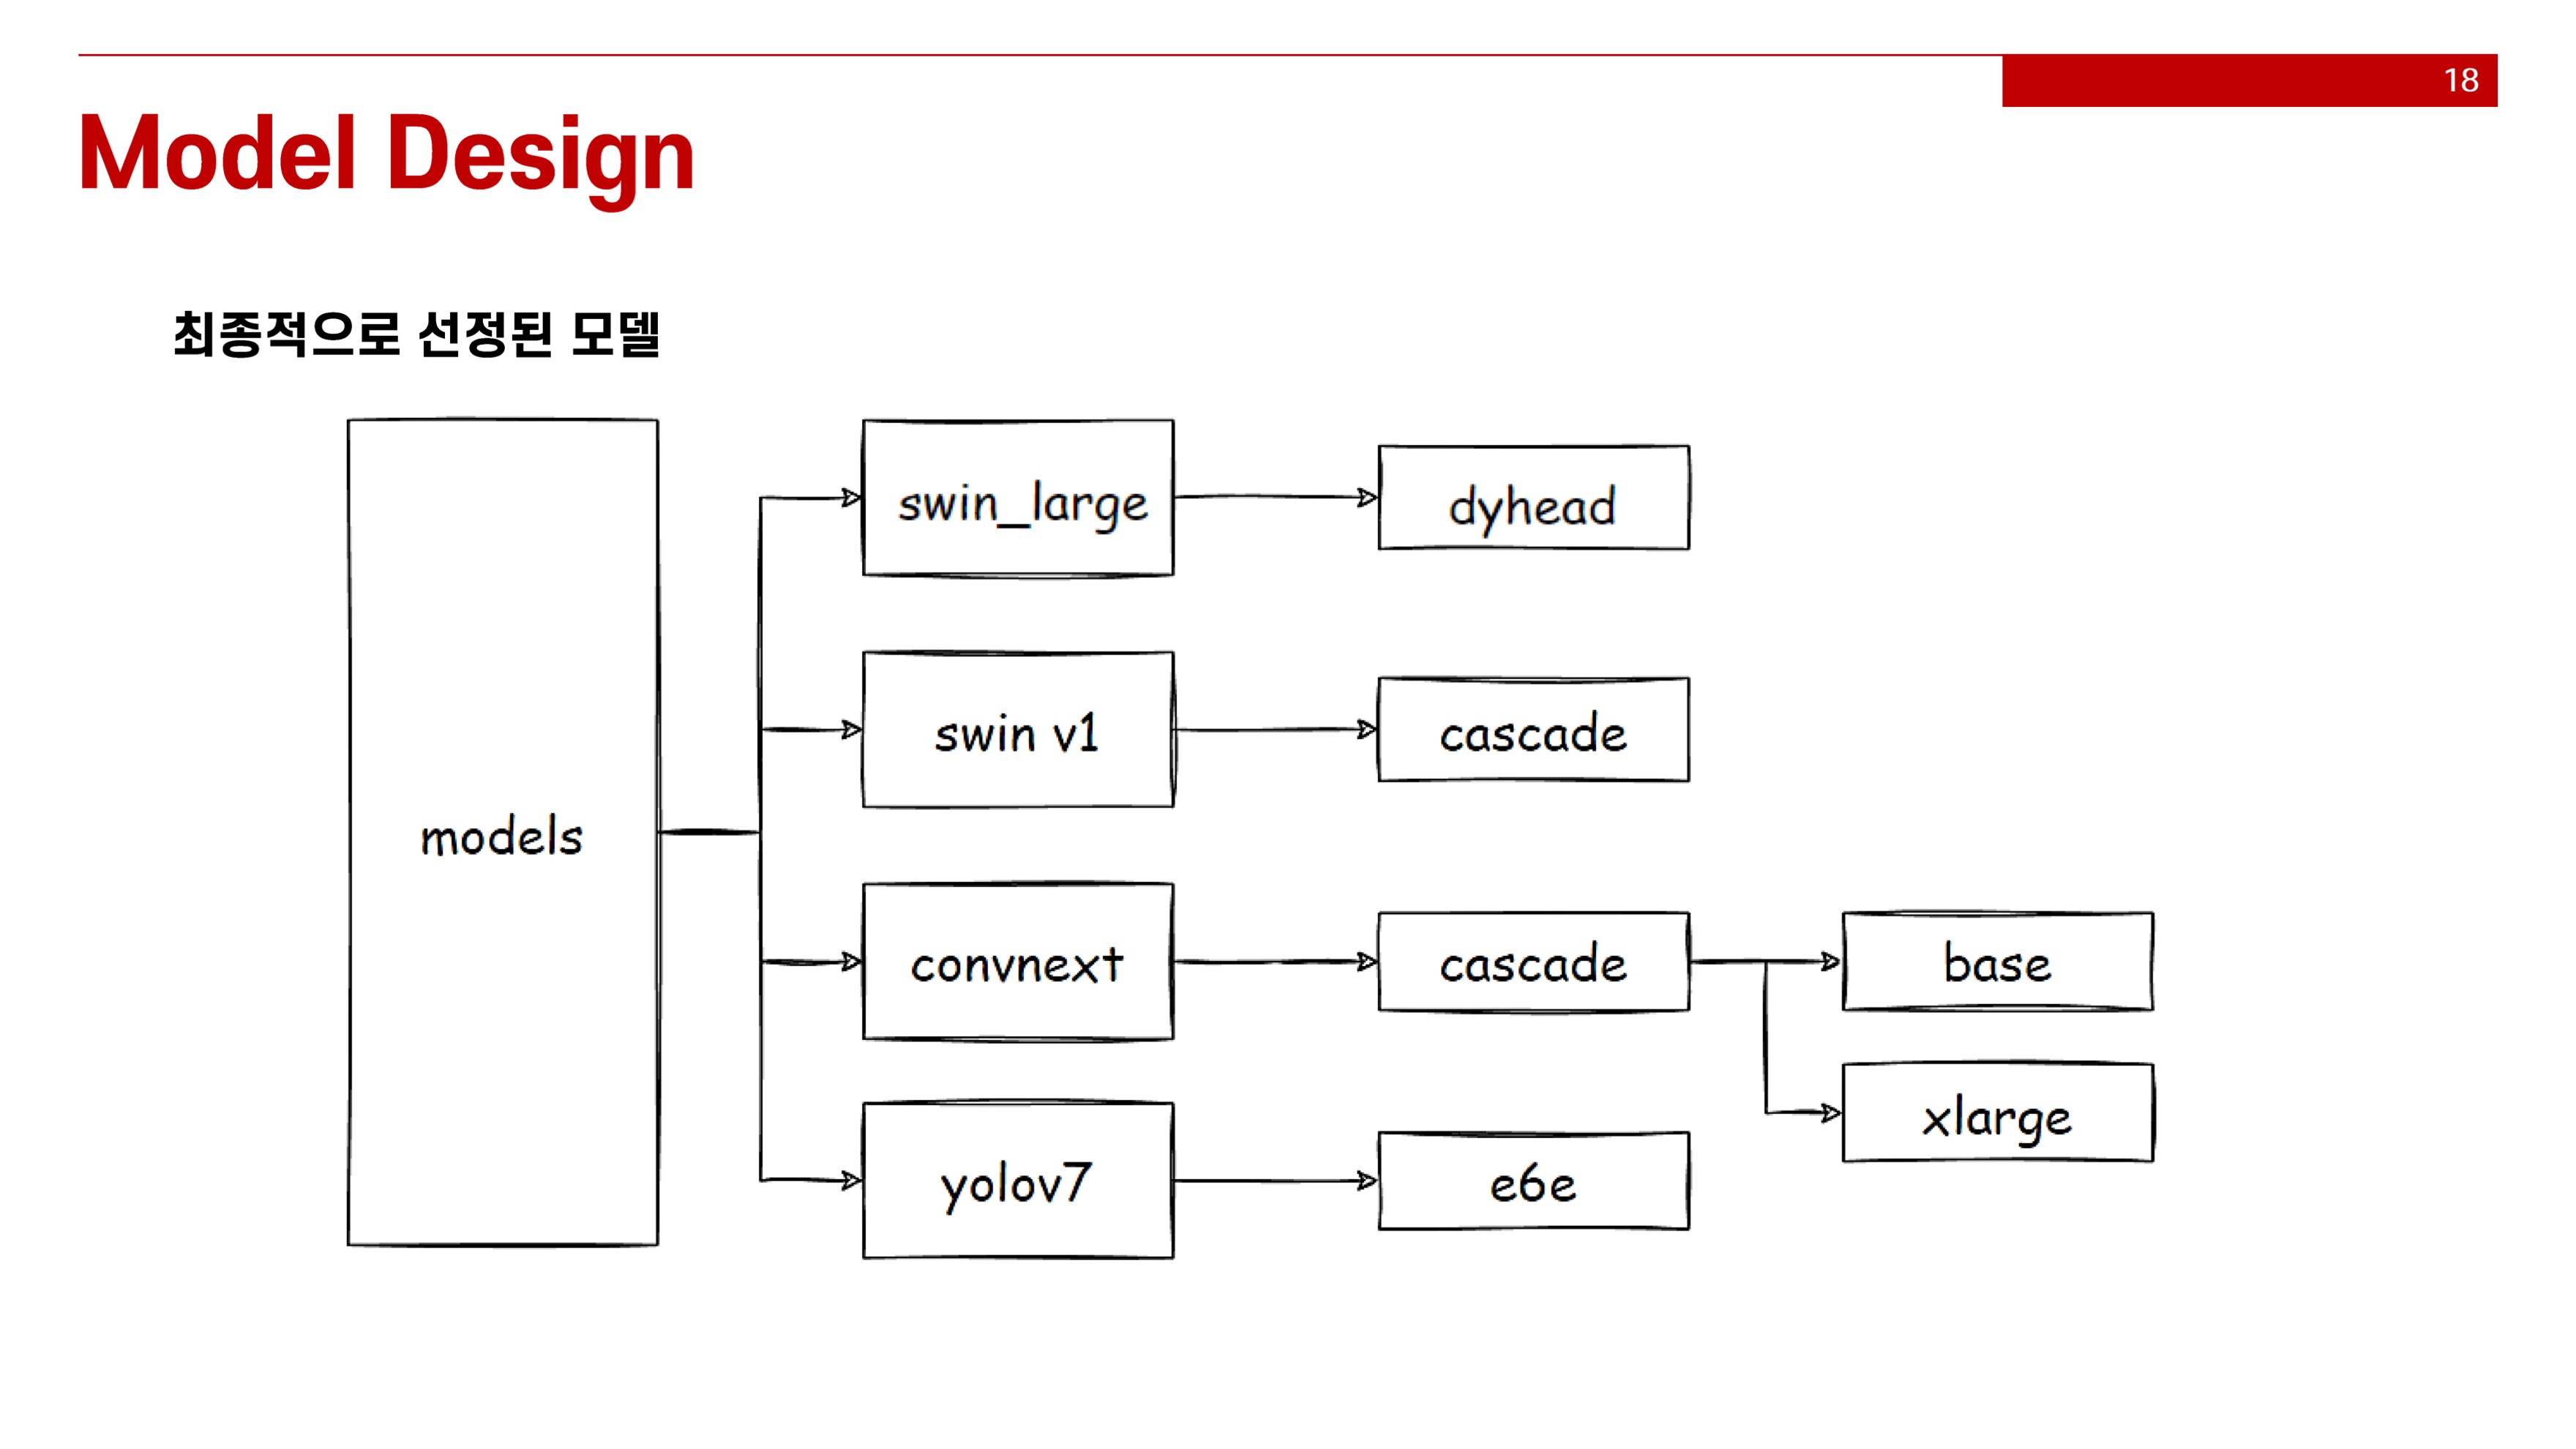 18
Model Design
최종적으로 선정된 모델
models
swin_large
dyhead
swin v1
cascade
convnext
cascade
base
xlarge
yolov7
e6e